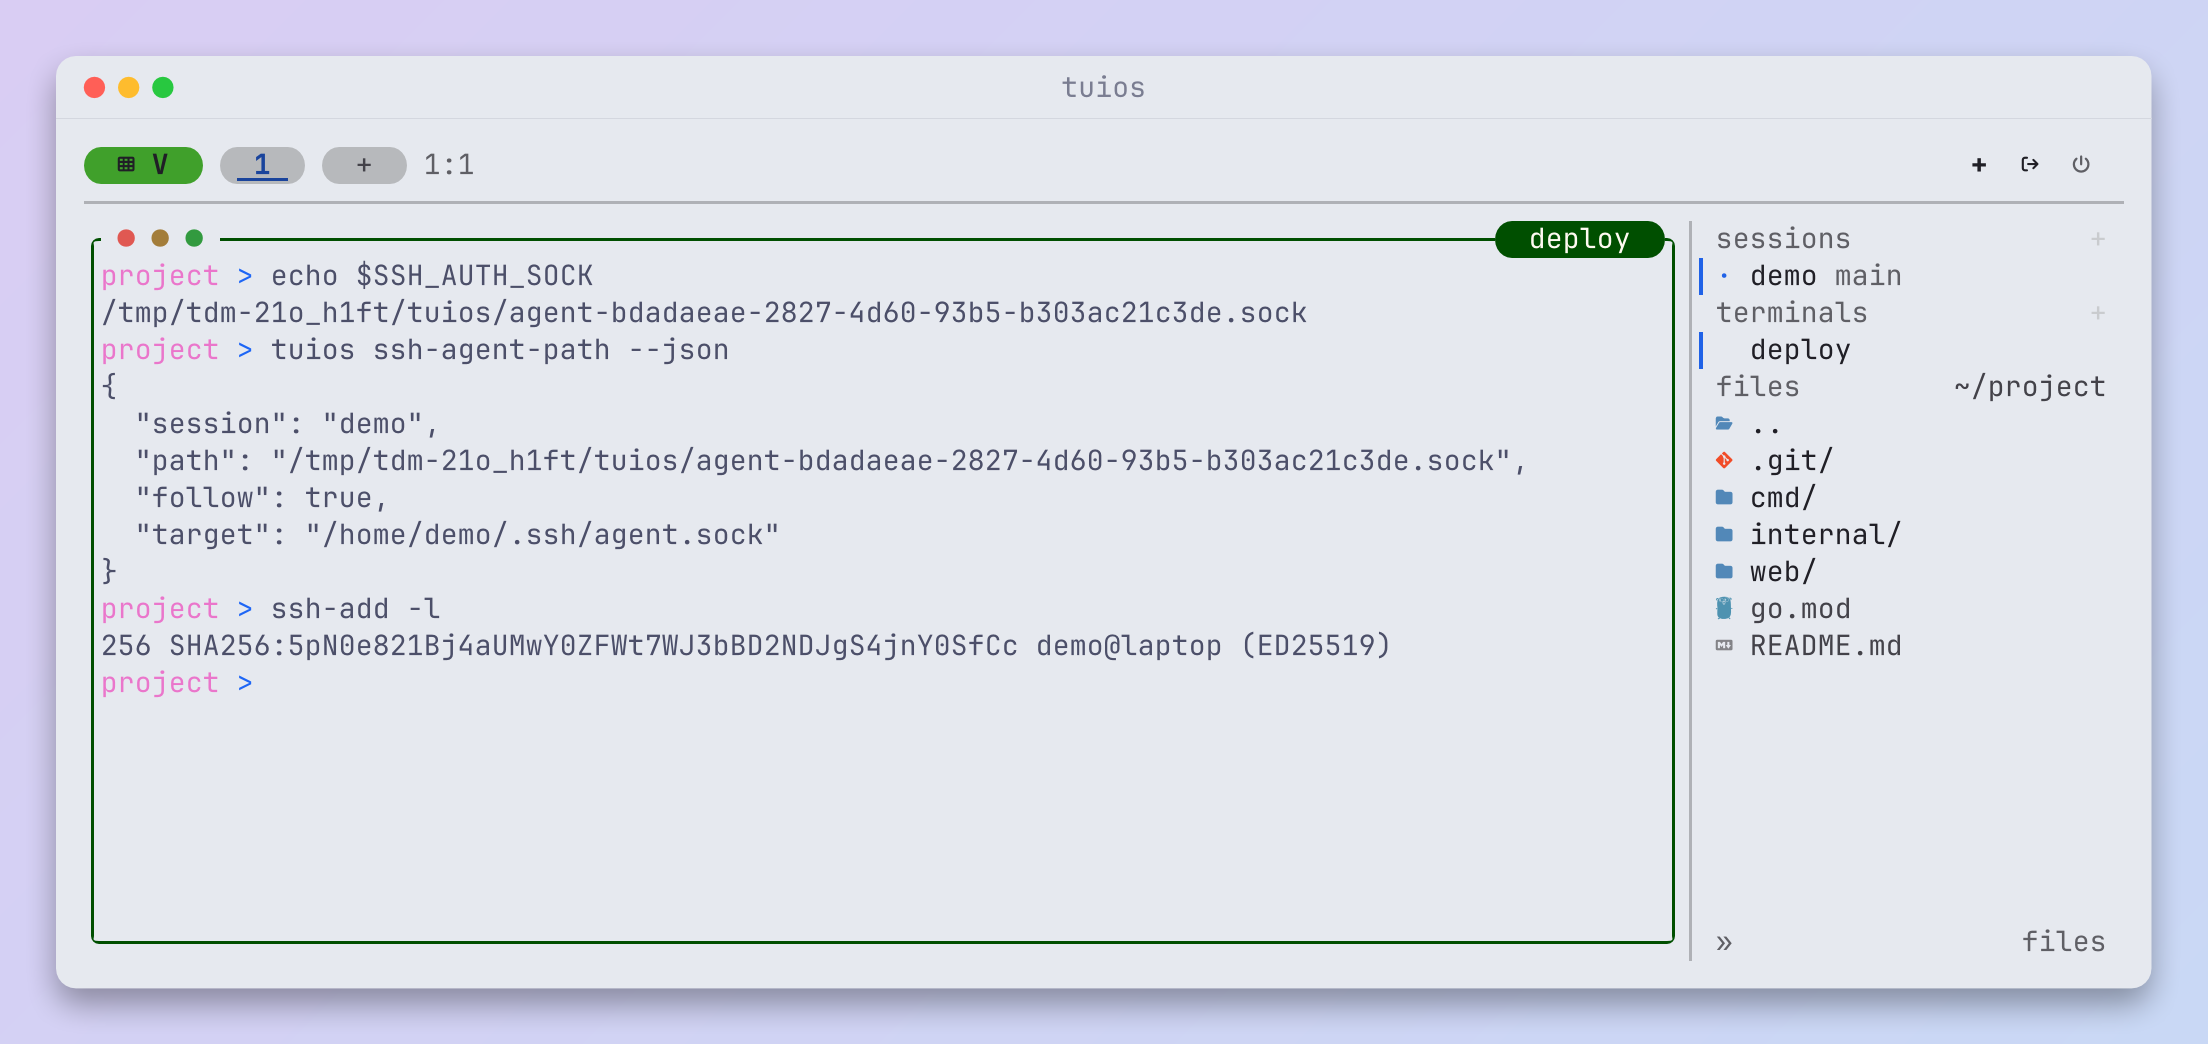 tuios
V 1 + 1:1
deploy
project > echo $SSH_AUTH_SOCK
/tmp/tdm-21o_h1ft/tuios/agent-bdadaeae-2827-4d60-93b5-b303ac21c3de.sock
project > tuios ssh-agent-path --json
{
  "session": "demo",
  "path": "/tmp/tdm-21o_h1ft/tuios/agent-bdadaeae-2827-4d60-93b5-b303ac21c3de.sock",
  "follow": true,
  "target": "/home/demo/.ssh/agent.sock"
}
project > ssh-add -l
256 SHA256:5pN0e821Bj4aUMwY0ZFWt7WJ3bBD2NDJgS4jnY0SfCc demo@laptop (ED25519)
project >
sessions +
· demo main
terminals +
deploy
files ~/project
..
.git/
cmd/
internal/
web/
go.mod
README.md
» files